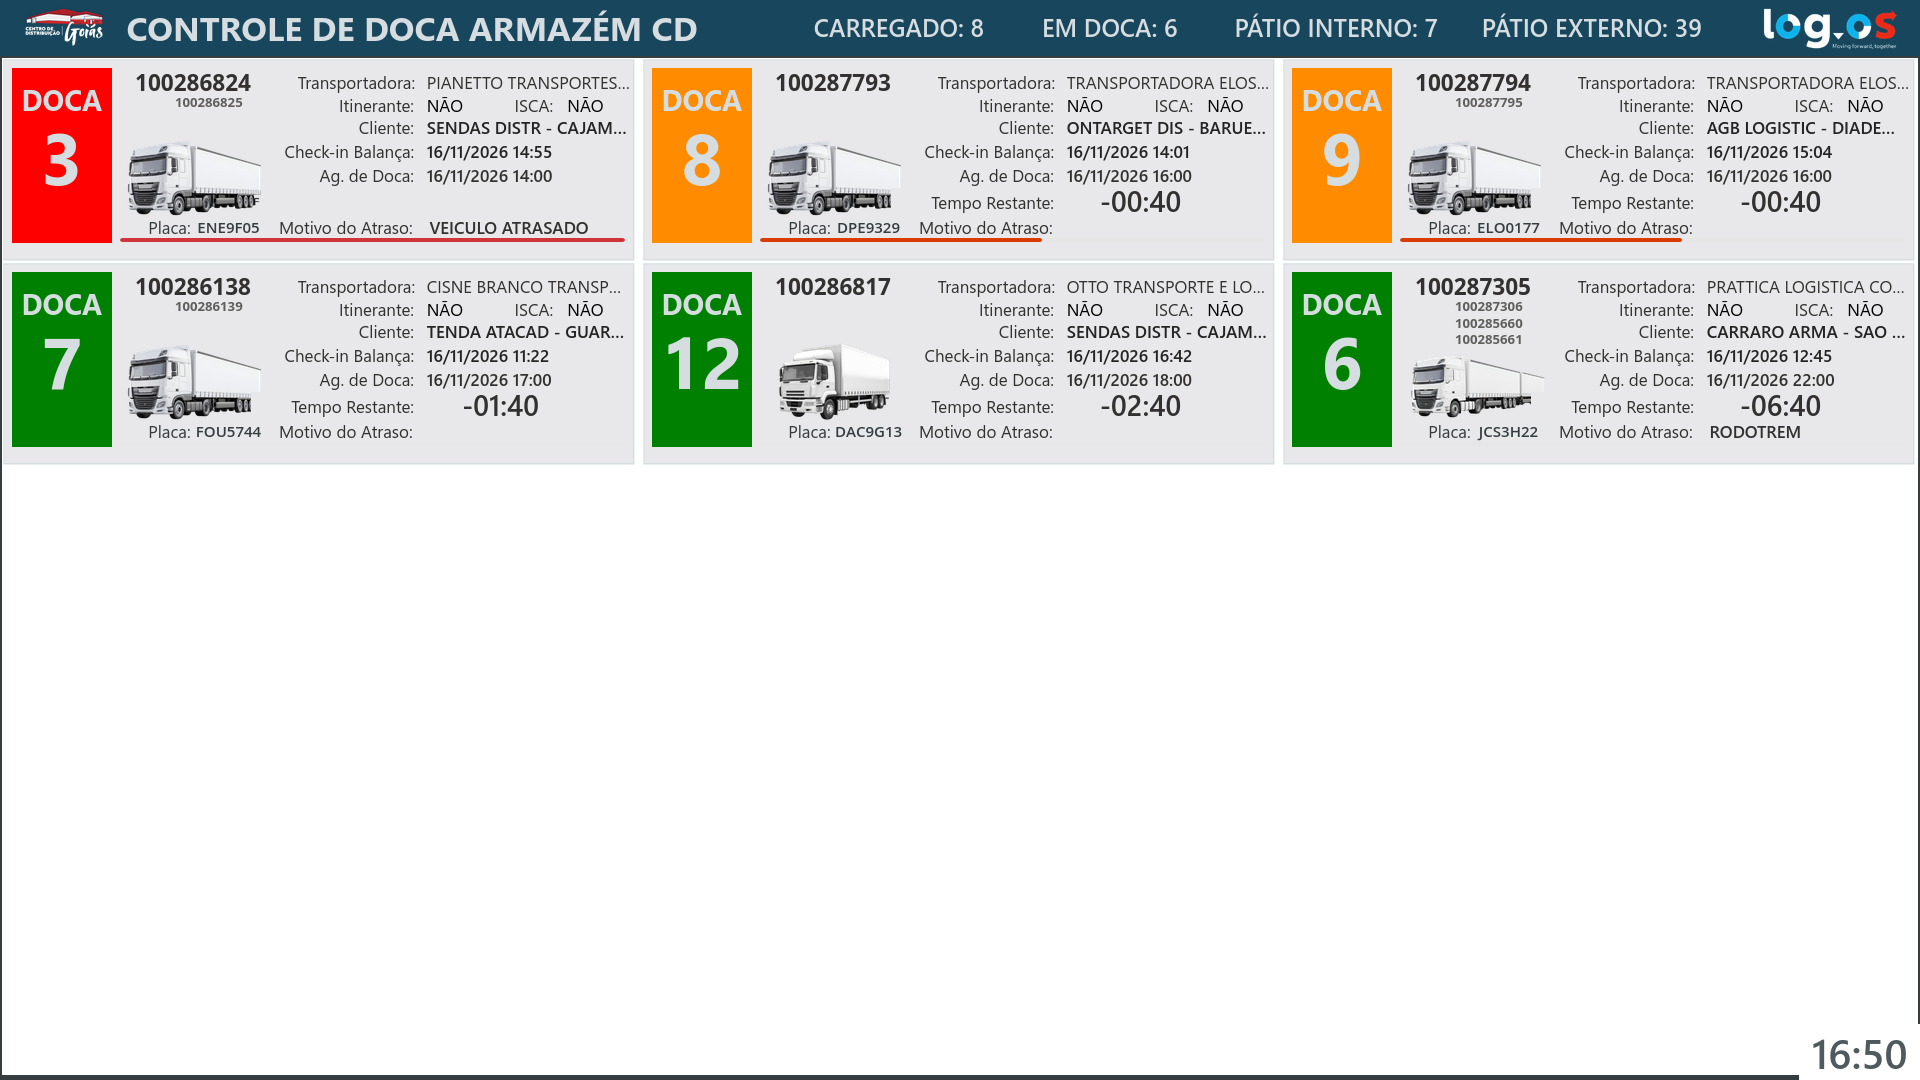 CENTRO DE DISTRIBUIÇÃO Goiás
CONTROLE DE DOCA ARMAZÉM CD
CARREGADO: 8
EM DOCA: 6
PÁTIO INTERNO: 7
PÁTIO EXTERNO: 39
log.os
Moving forward, together
DOCA
3
100286824
100286825
Transportadora: PIANETTO TRANSPORTES...
Itinerante: NÃO ISCA: NÃO
Cliente: SENDAS DISTR - CAJAM...
Check-in Balança: 16/11/2026 14:55
Ag. de Doca: 16/11/2026 14:00
Placa: ENE9F05
Motivo do Atraso: VEICULO ATRASADO
DOCA
8
100287793
Transportadora: TRANSPORTADORA ELOS...
Itinerante: NÃO ISCA: NÃO
Cliente: ONTARGET DIS - BARUE...
Check-in Balança: 16/11/2026 14:01
Ag. de Doca: 16/11/2026 16:00
Tempo Restante: -00:40
Placa: DPE9329
Motivo do Atraso:
DOCA
9
100287794
100287795
Transportadora: TRANSPORTADORA ELOS...
Itinerante: NÃO ISCA: NÃO
Cliente: AGB LOGISTIC - DIADE...
Check-in Balança: 16/11/2026 15:04
Ag. de Doca: 16/11/2026 16:00
Tempo Restante: -00:40
Placa: ELO0177
Motivo do Atraso:
DOCA
7
100286138
100286139
Transportadora: CISNE BRANCO TRANSP...
Itinerante: NÃO ISCA: NÃO
Cliente: TENDA ATACAD - GUAR...
Check-in Balança: 16/11/2026 11:22
Ag. de Doca: 16/11/2026 17:00
Tempo Restante: -01:40
Placa: FOU5744
Motivo do Atraso:
DOCA
12
100286817
Transportadora: OTTO TRANSPORTE E LO...
Itinerante: NÃO ISCA: NÃO
Cliente: SENDAS DISTR - CAJAM...
Check-in Balança: 16/11/2026 16:42
Ag. de Doca: 16/11/2026 18:00
Tempo Restante: -02:40
Placa: DAC9G13
Motivo do Atraso:
DOCA
6
100287305
100287306
100285660
100285661
Transportadora: PRATTICA LOGISTICA CO...
Itinerante: NÃO ISCA: NÃO
Cliente: CARRARO ARMA - SAO ...
Check-in Balança: 16/11/2026 12:45
Ag. de Doca: 16/11/2026 22:00
Tempo Restante: -06:40
Placa: JCS3H22
Motivo do Atraso: RODOTREM
16:50